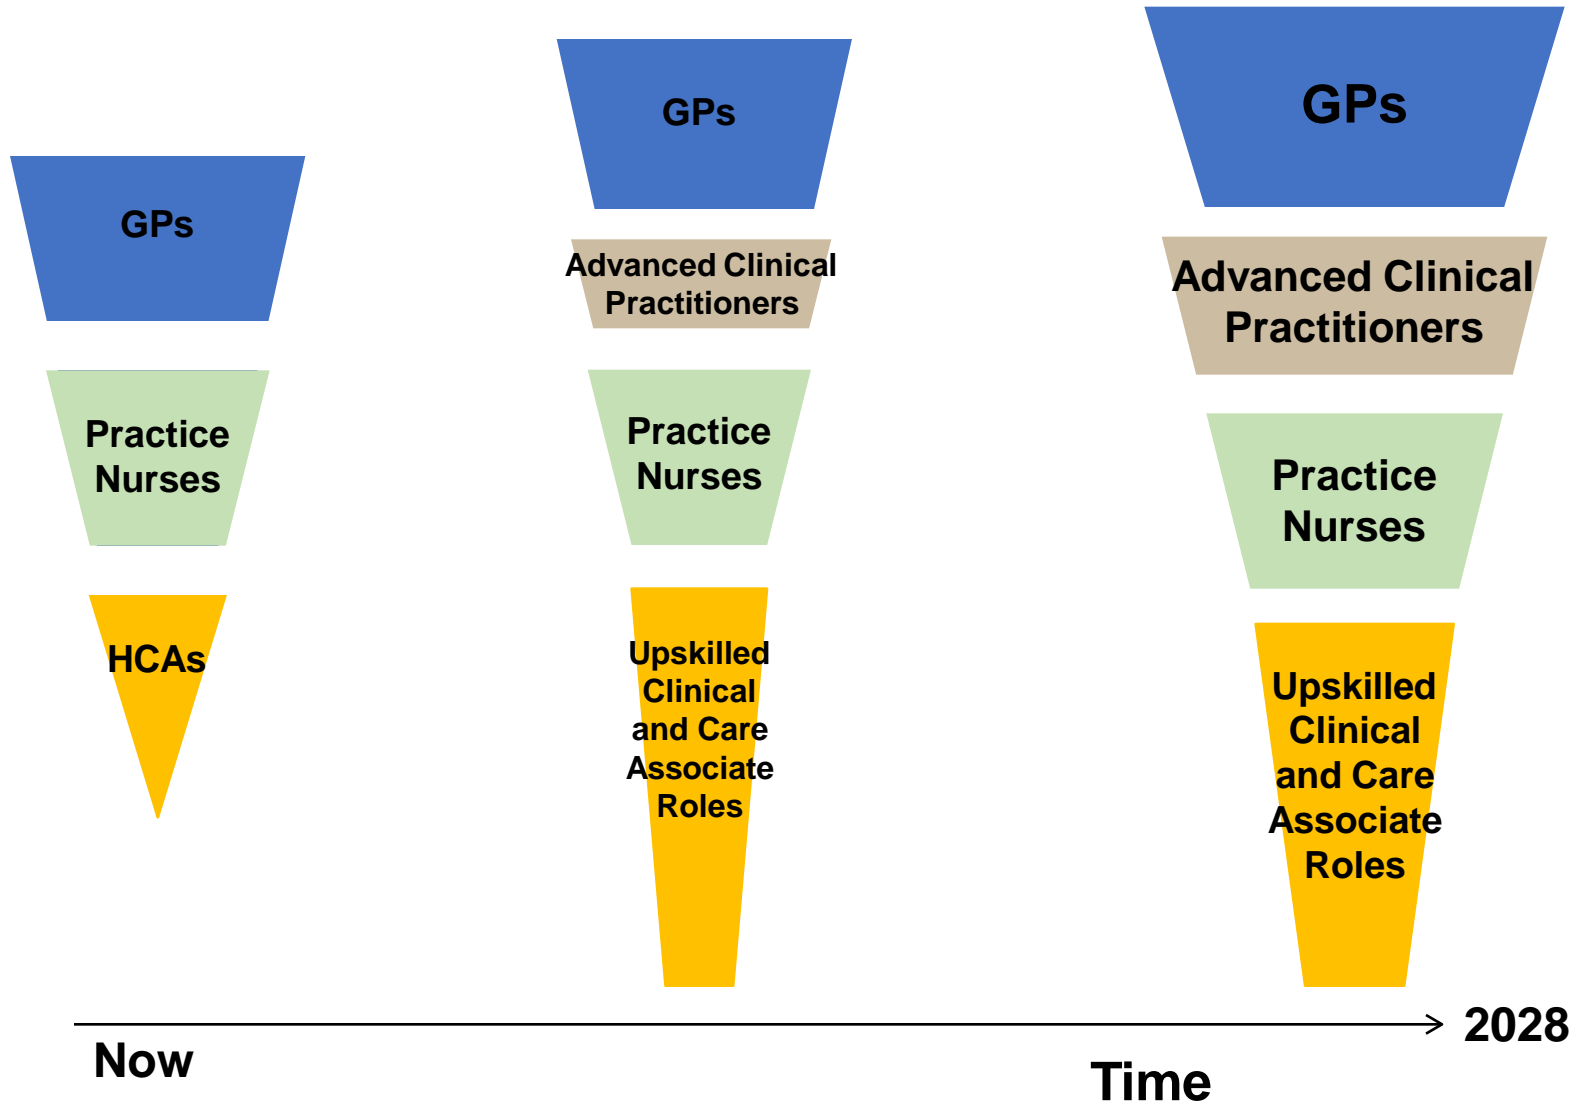 GPs
Practice
Nurses
HCAs
GPs
Advanced Clinical
Practitioners
Practice
Nurses
Upskilled
Clinical
and Care
Associate
Roles
GPs
Advanced Clinical
Practitioners
Practice
Nurses
Upskilled
Clinical
and Care
Associate
Roles
2028
Now
Time